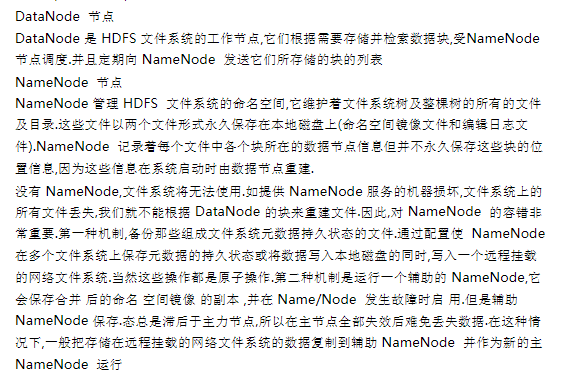 DataNode 节点
DataNode 是 HDFS 文件系统的工作节点,它们根据需要存储并检索数据块,受NameNode
节点调度.并且定期向 NameNode 发送它们所存储的块的列表
NameNode 节点
NameNode 管理 HDFS 文件系统的命名空间,它维护着文件系统树及整棵树的所有的文件
及目录.这些文件以两个文件形式永久保存在本地磁盘上(命名空间镜像文件和编辑日志文
件).NameNode 记录着每个文件中各个块所在的数据节点信息但并不永久保存这些块的位
置信息,因为这些信息在系统启动时由数据节点重建.
没有 NameNode,文件系统将无法使用.如提供 NameNode 服务的机器损坏,文件系统上的
所有文件丢失,我们就不能根据 DataNode 的块来重建文件.因此,对 NameNode 的容错非
常重要.第一种机制,备份那些组成文件系统元数据持久状态的文件.通过配置使 NameNode
在多个文件系统上保存元数据的持久状态或将数据写入本地磁盘的同时,写入一个远程挂载
的网络文件系统.当然这些操作都是原子操作.第二种机制是运行一个辅助的 NameNode,它
会保存合并 后的命名 空间镜像 的副本 ,并在 Name/Node 发生故障时启 用.但是辅助
NameNode 保存.态总是滞后于主力节点,所以在主节点全部失效后难免丢失数据.在这种情
况下,一般把存储在远程挂载的网络文件系统的数据复制到辅助 NameNode 并作为新的主
NameNode 运行